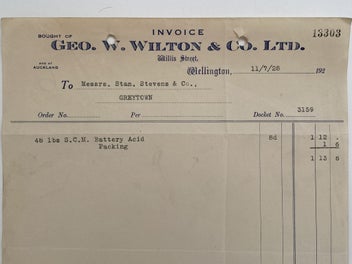 INVOICE
13303
BOUGHT OF
GEO. W. WILTON & CO. LTD.
AND AT
AUCKLAND
Willis Street,
Wellington, 11/7/28 192
To Messrs. Stan. Stevens & Co.,
GREYTOWN
Order No. Per Docket No. 3159
48 lbs S.C.M. Battery Acid 8d 1 12 .
Packing 1 6
1 13 6